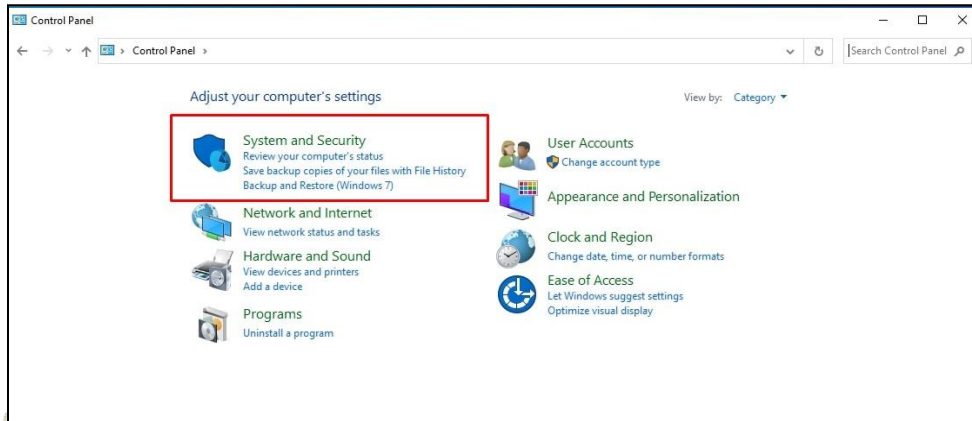 Control Panel
Control Panel
Search Control Panel
Adjust your computer's settings
View by: Category
System and Security
Review your computer's status
Save backup copies of your files with File History
Backup and Restore (Windows 7)
Network and Internet
View network status and tasks
Hardware and Sound
View devices and printers
Add a device
Programs
Uninstall a program
User Accounts
Change account type
Appearance and Personalization
Clock and Region
Change date, time, or number formats
Ease of Access
Let Windows suggest settings
Optimize visual display